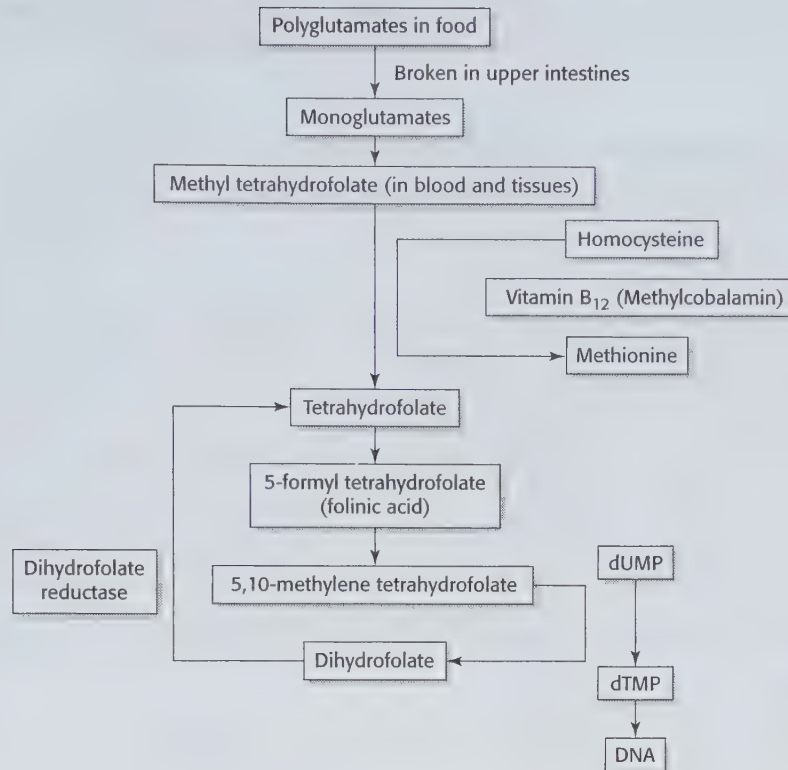 Polyglutamates in food
Broken in upper intestines
Monoglutamates
Methyl tetrahydrofolate (in blood and tissues)
Homocysteine
Vitamin B₁₂ (Methylcobalamin)
Methionine
Tetrahydrofolate
5-formyl tetrahydrofolate
(folinic acid)
Dihydrofolate
reductase
5,10-methylene tetrahydrofolate
dUMP
Dihydrofolate
dTMP
DNA